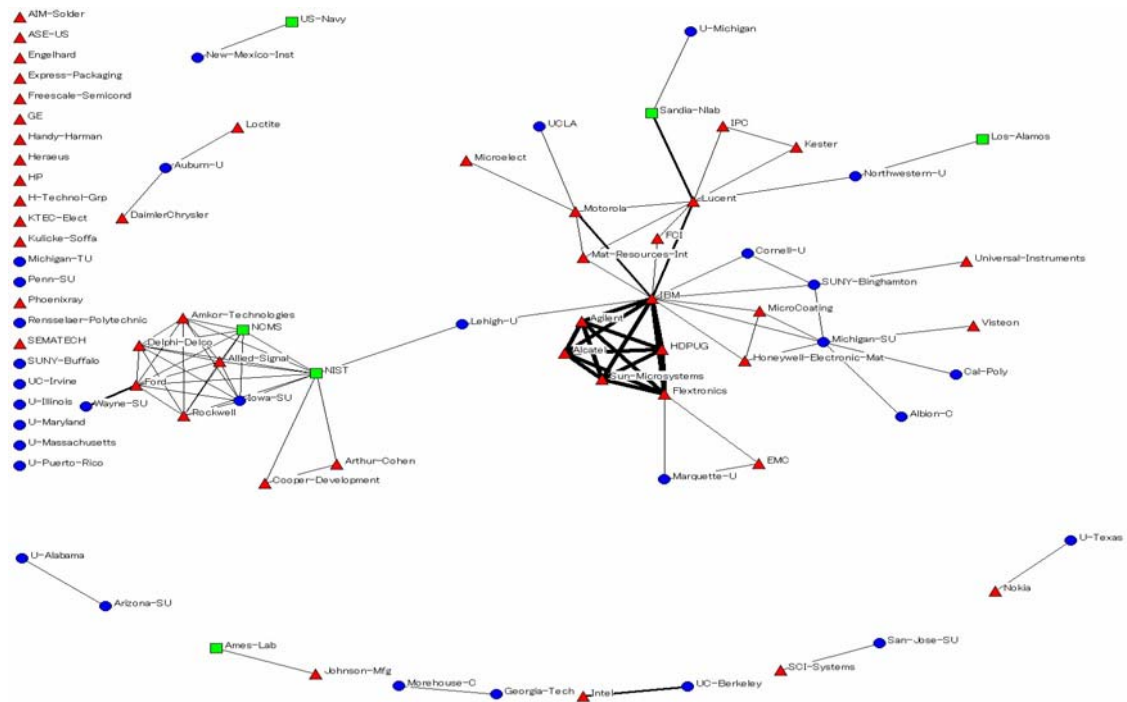 AIM-Solder
ASE-US
Engelhard
Express-Packaging
Freescale-Semicond
GE
Handy-Harman
Heraeus
HP
H-Technol-Grp
KTEC-Elect
Kulicke-Soffa
Michigan-TU
Penn-SU
Phoenixray
Rensselaer-Polytechnic
SEMATECH
SUNY-Buffalo
UC-Irvine
U-Illinois
U-Maryland
U-Massachusetts
U-Puerto-Rico
US-Navy
New-Mexico-Inst
Loctite
Auburn-U
DaimlerChrysler
U-Michigan
Sandia-Nlab
UCLA
IPC
Kester
Los-Alamos
Microelect
Northwestern-U
Lucent
Motorola
FCI
Mat-Resources-Int
Cornell-U
Universal-Instruments
SUNY-Binghamton
IBM
MicroCoating
Lehigh-U
Agilent
Visteon
Michigan-SU
HDPUG
Alcatel
Honeywell-Electronic-Mat
Sun-Microsystems
Cal-Poly
Flextronics
Albion-C
EMC
Marquette-U
Amkor-Technologies
NCMS
Delphi-Delco
Allied-Signal
NIST
Ford
Iowa-SU
Wayne-SU
Rockwell
Arthur-Cohen
Cooper-Development
U-Alabama
Arizona-SU
U-Texas
Nokia
Ames-Lab
Johnson-Mfg
San-Jose-SU
SCI-Systems
Morehouse-C
Georgia-Tech
Intel
UC-Berkeley